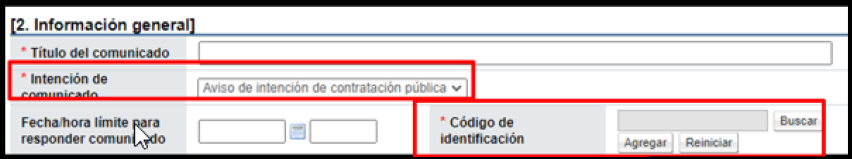 [2. Información general]
* Título del comunicado
* Intención de
comunicado
Aviso de intención de contratación pública
Fecha/hora límite para
responder comunicado
* Código de
identificación
Buscar
Agregar
Reiniciar